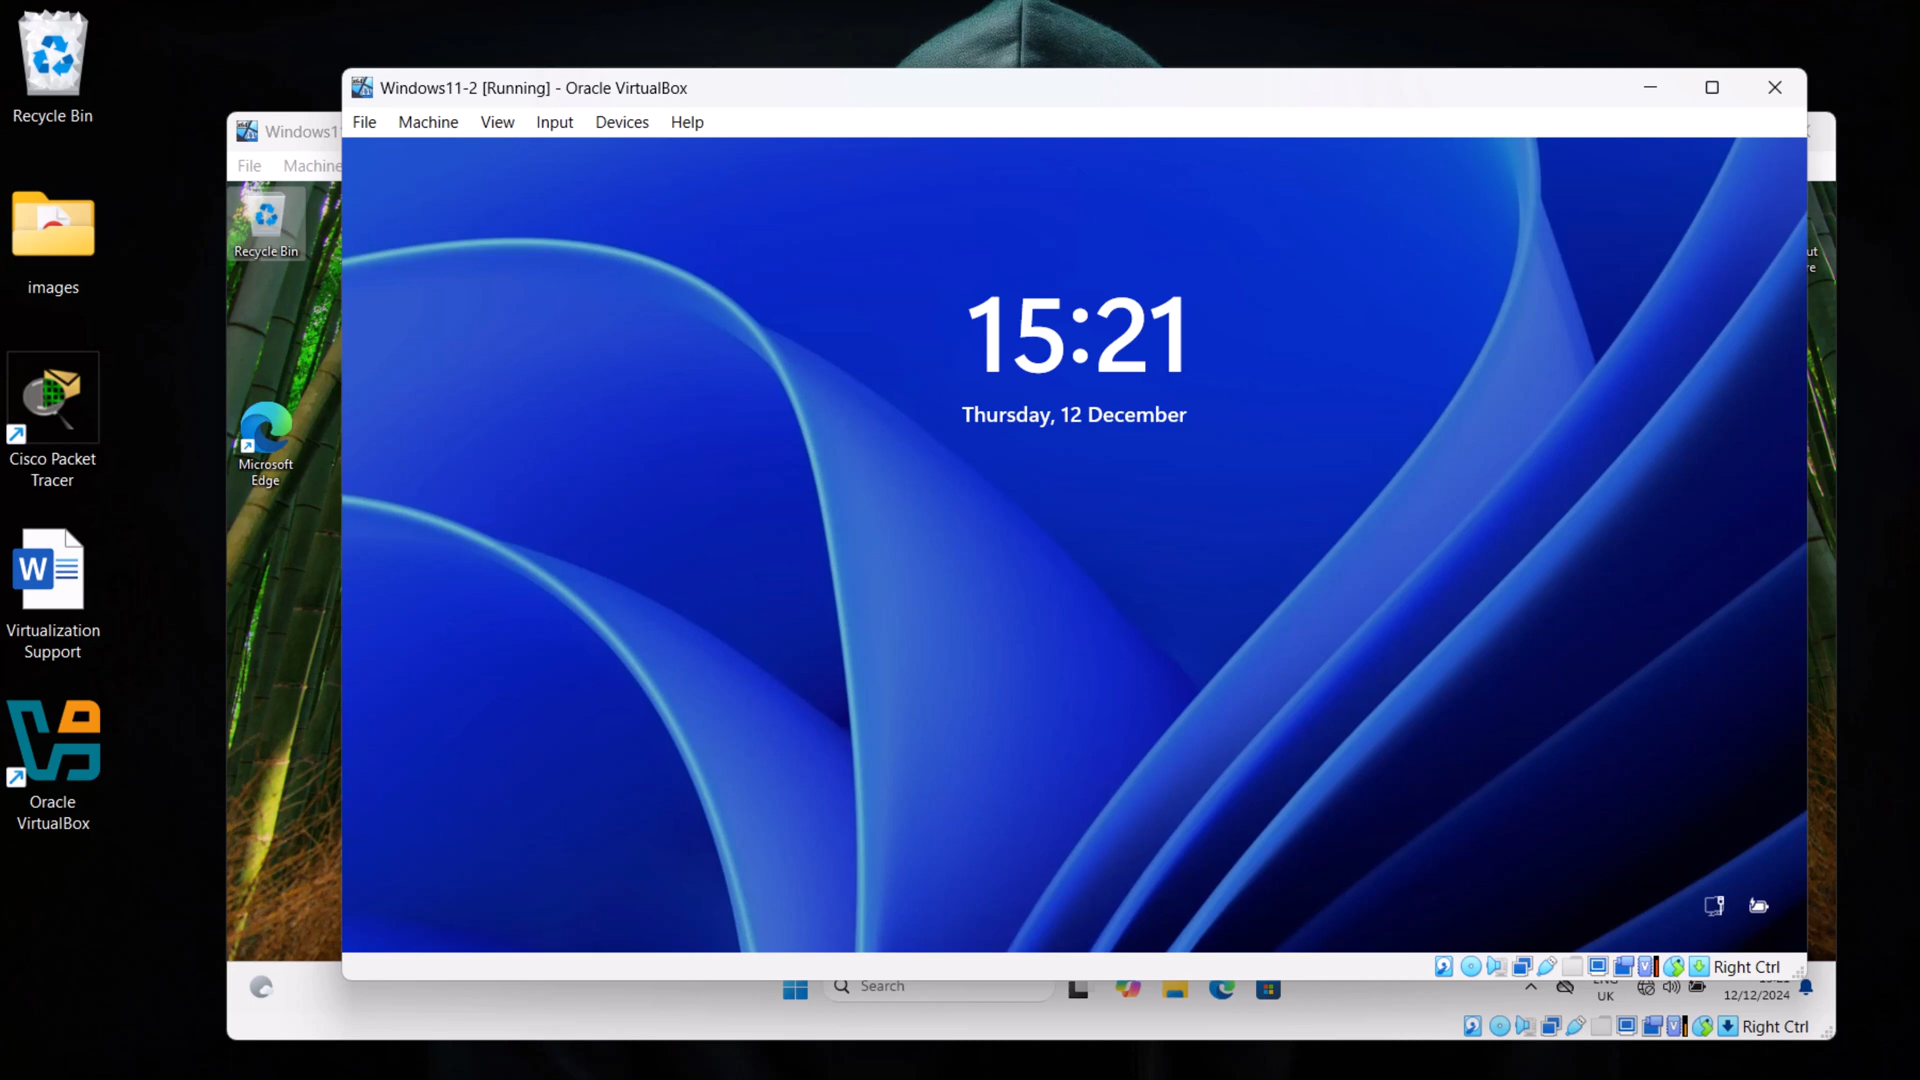 Recycle Bin
images
Cisco Packet
Tracer
Virtualization
Support
Oracle
VirtualBox
Windows11-2 [Running] - Oracle VirtualBox
File Machine View Input Devices Help
15:21
Thursday, 12 December
Right Ctrl
File Machine
Recycle Bin
Microsoft
Edge
Search
UK
12/12/2024
Right Ctrl